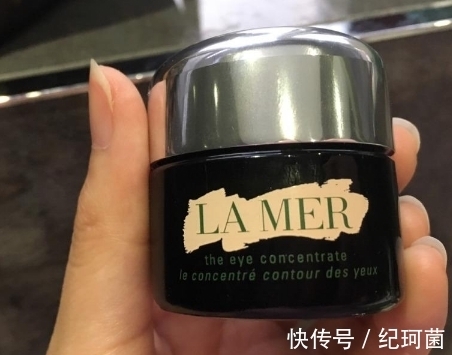 LA MER
the eye concentrate
le concentré contour des yeux
快传号 / 纪珂菌